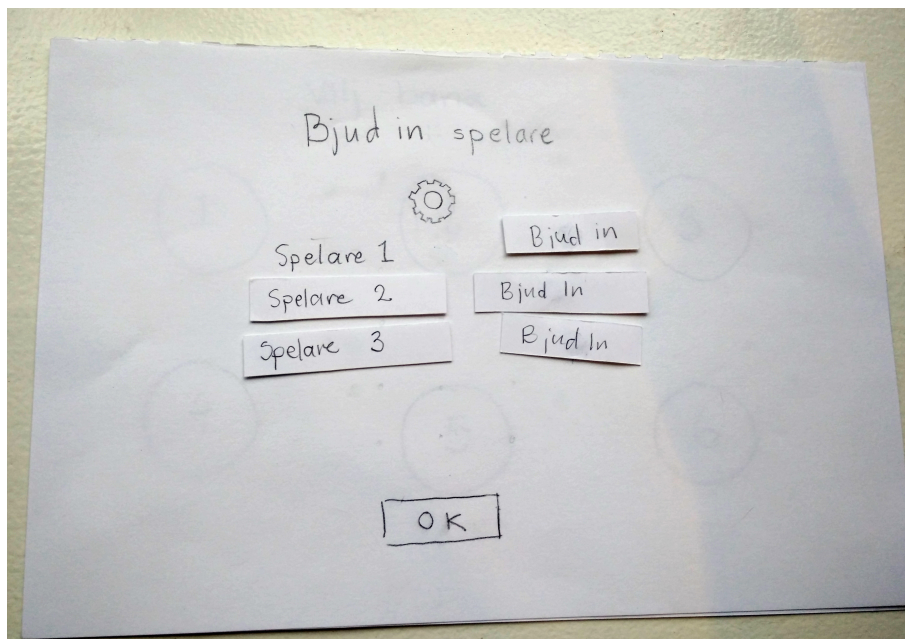 Bjud in spelare
Spelare 1 Bjud in
Spelare 2 Bjud In
Spelare 3 Bjud In
OK